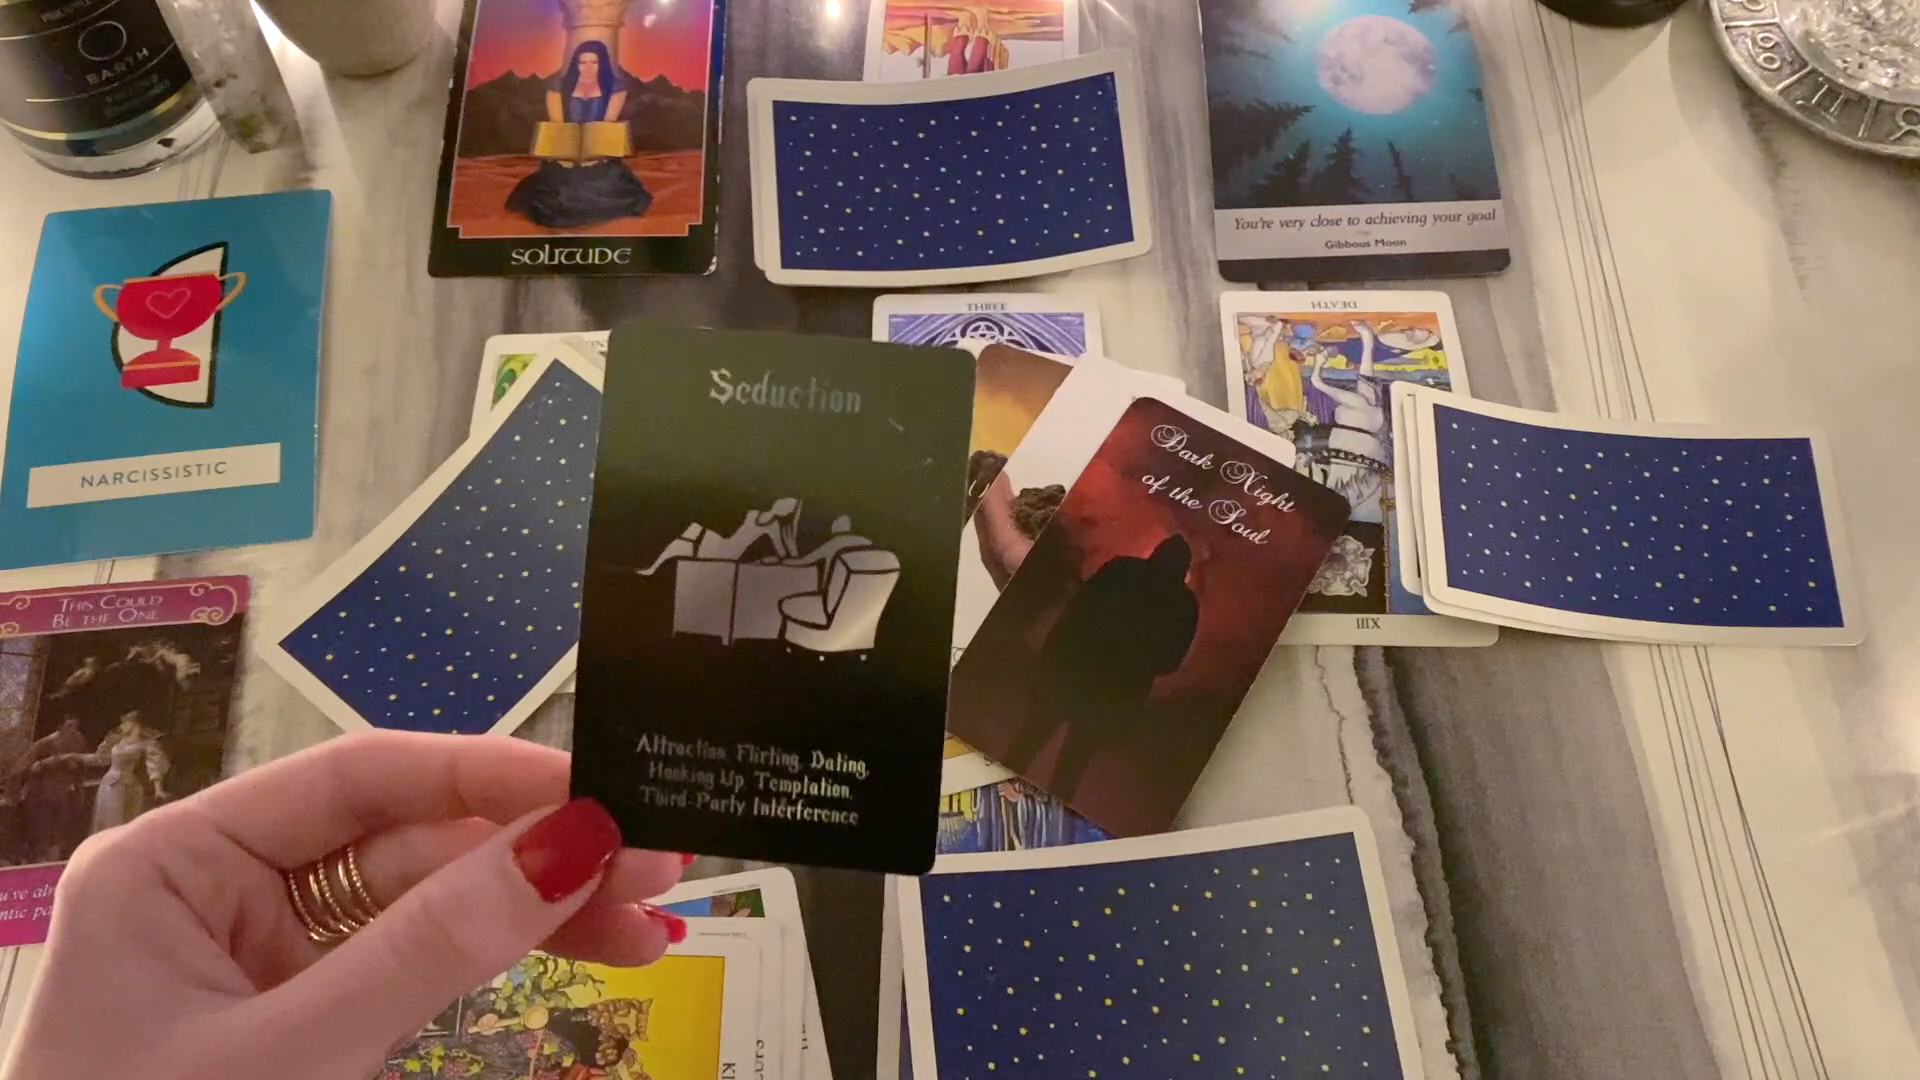 EARTH
SOLITUDE
You're very close to achieving your goal
Gibbous Moon
NARCISSISTIC
THREE
DEATH
XIII
Seduction
Attraction, Flirting, Dating,
Hooking Up, Temptation,
Third-Party Interference
Dark Night
of the Soul
THIS COULD
BE THE ONE